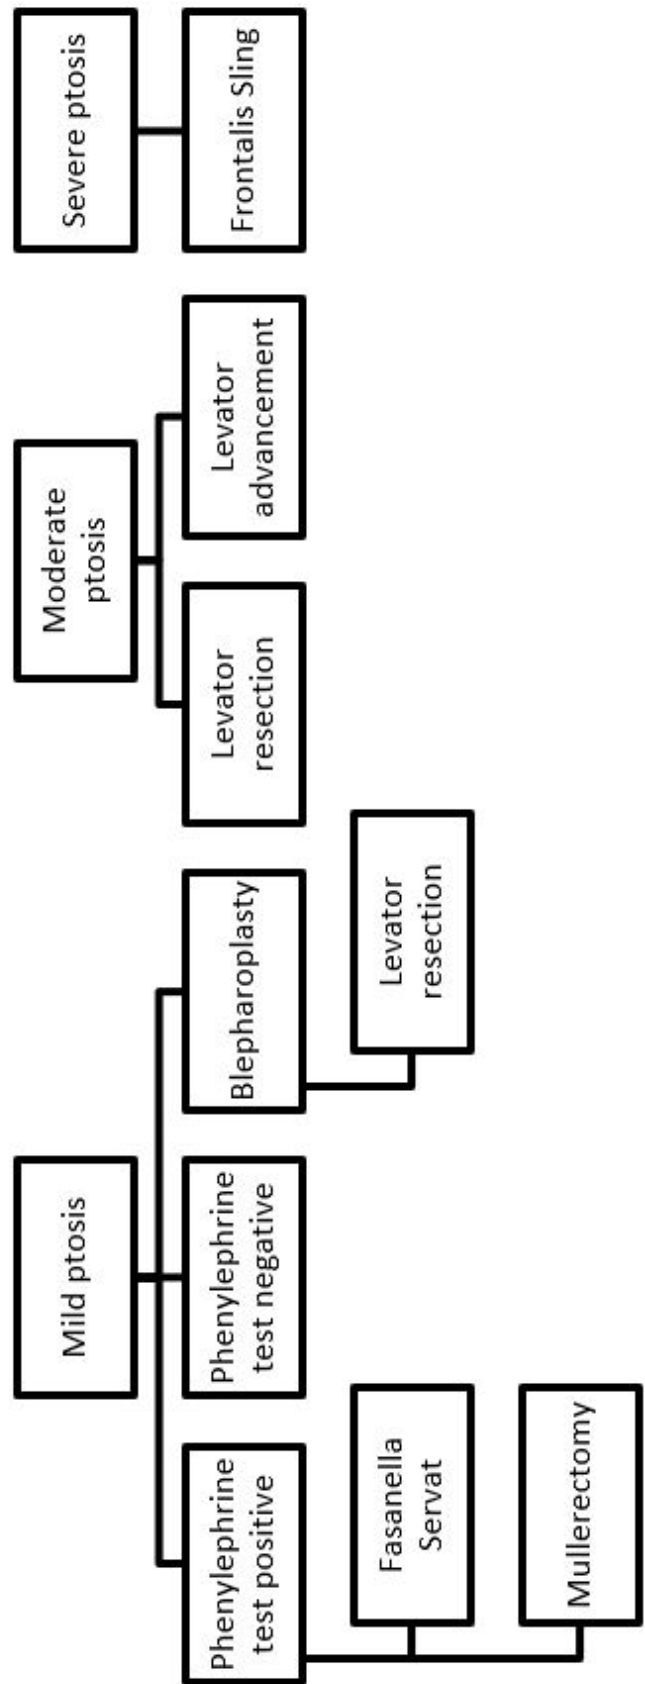 Mild ptosis
Phenylephrine
test positive
Fasanella
Servat
Mullerectomy
Phenylephrine
test negative
Blepharoplasty
Levator
resection
Moderate
ptosis
Levator
resection
Levator
advancement
Severe ptosis
Frontalis Sling